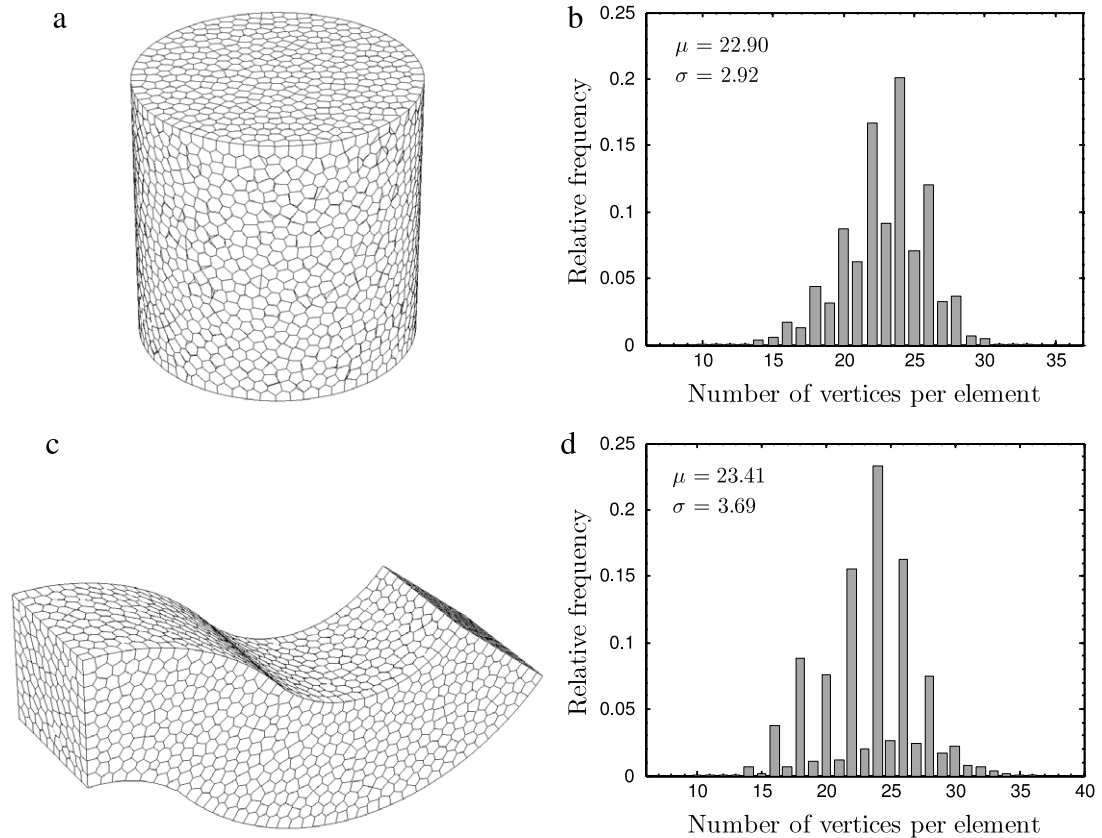 a
b
μ = 22.90
σ = 2.92
Relative frequency
0.25
0.2
0.15
0.1
0.05
0
10 15 20 25 30 35
Number of vertices per element
c
d
μ = 23.41
σ = 3.69
Relative frequency
0.25
0.2
0.15
0.1
0.05
0
10 15 20 25 30 35 40
Number of vertices per element